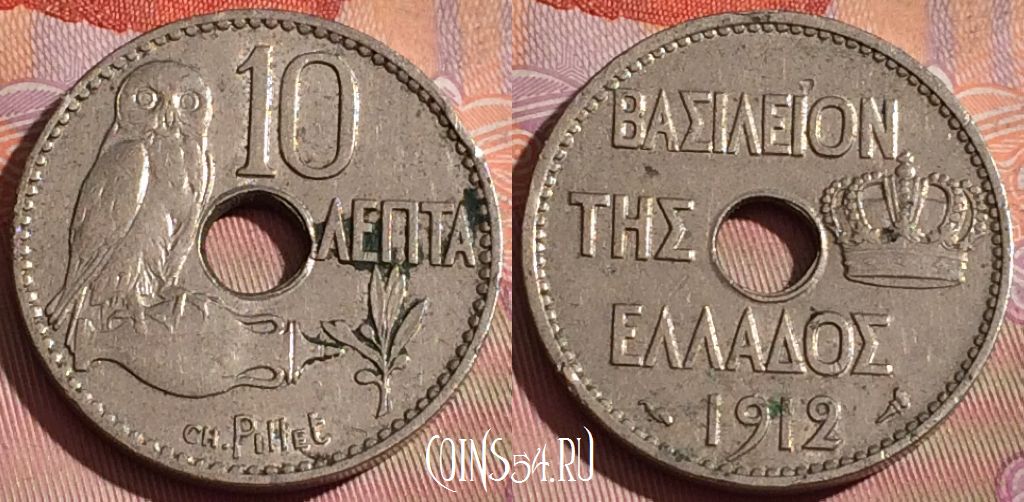 10
ΛΕΠΤΑ
CH. PILLET
ΒΑΣΙΛΕΙΟΝ
ΤΗΣ
ΕΛΛΑΔΟΣ
1912
COINS54.RU